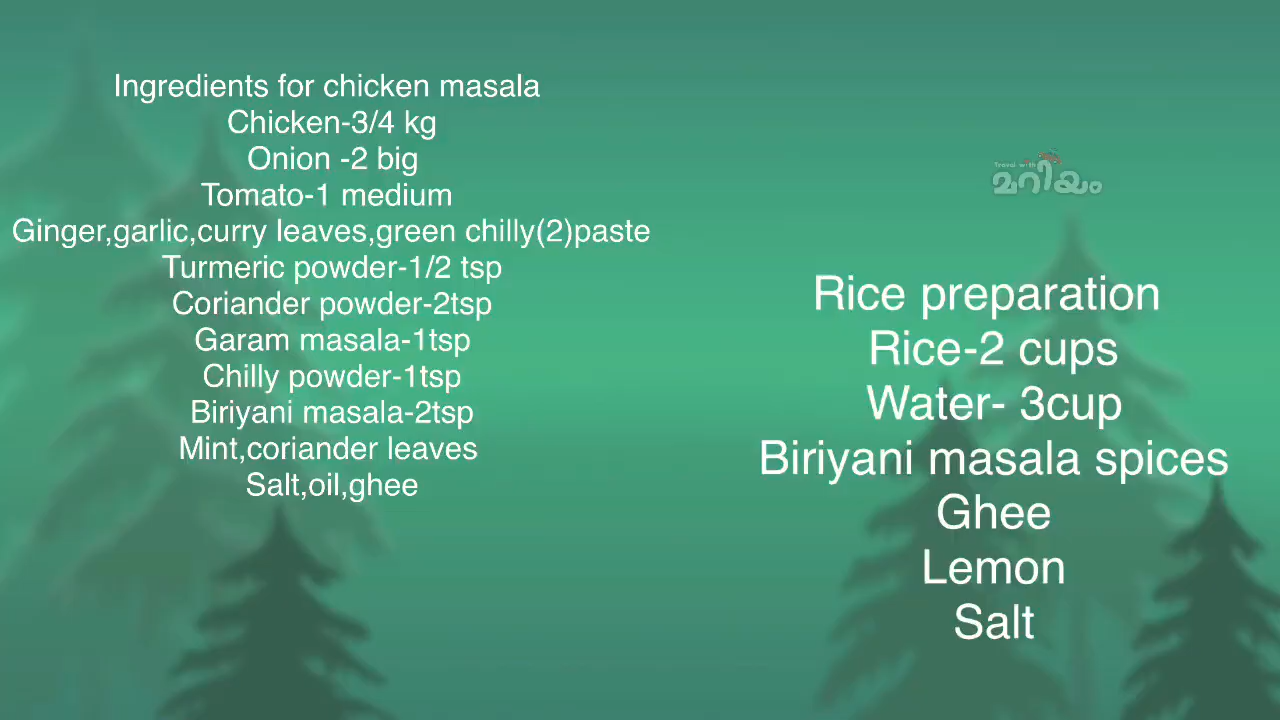 Ingredients for chicken masala
Chicken-3/4 kg
Onion -2 big
Tomato-1 medium
Ginger,garlic,curry leaves,green chilly(2)paste
Turmeric powder-1/2 tsp
Coriander powder-2tsp
Garam masala-1tsp
Chilly powder-1tsp
Biriyani masala-2tsp
Mint,coriander leaves
Salt,oil,ghee
Travel with
മറിയം
Rice preparation
Rice-2 cups
Water- 3cup
Biriyani masala spices
Ghee
Lemon
Salt